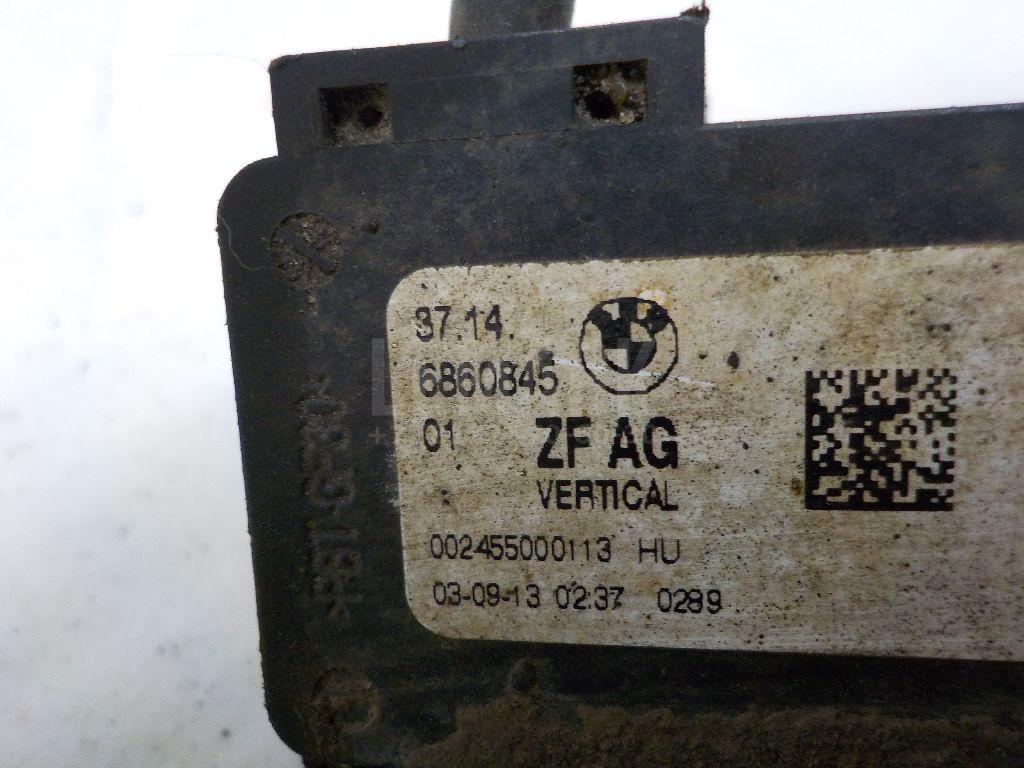 37.14.
6860845
01 ZF AG
VERTICAL
002455000113 HU
03-09-13 02:37 0289